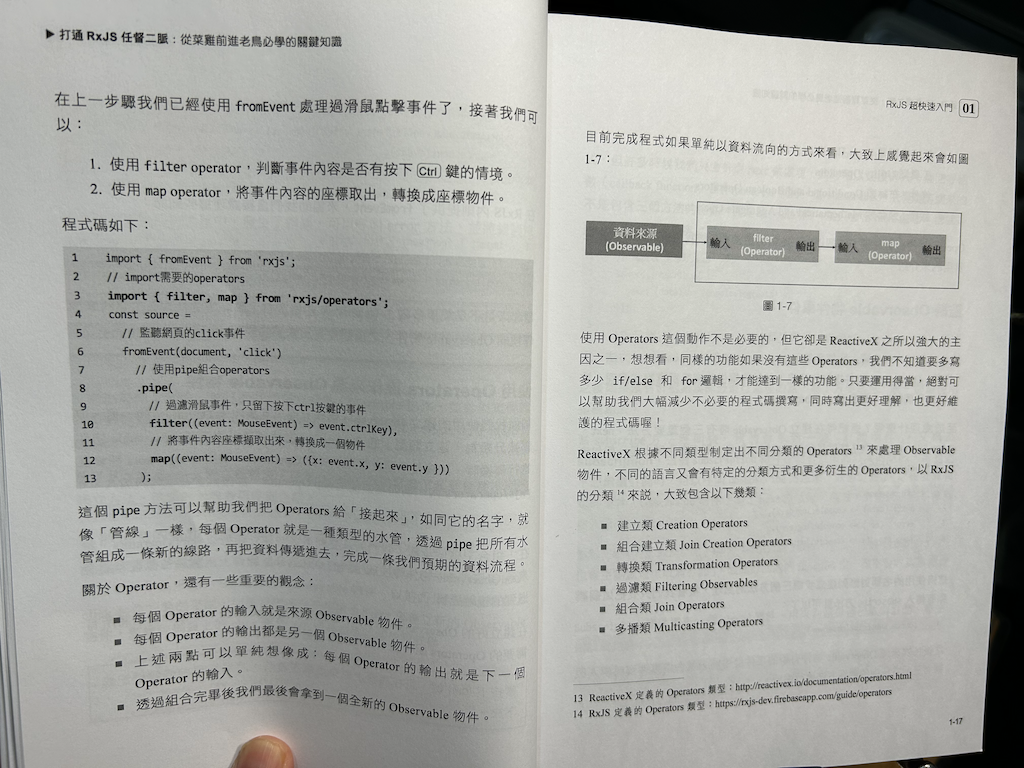 ▶ 打通 RxJS 任督二脈：從菜雞前進老鳥必學的關鍵知識
在上一步驟我們已經使用 fromEvent 處理過滑鼠點擊事件了，接著我們可
以：
1. 使用 filter operator，判斷事件內容是否有按下 Ctrl 鍵的情境。
2. 使用 map operator，將事件內容的座標取出，轉換成座標物件。
程式碼如下：
1 import { fromEvent } from 'rxjs';
2 // import需要的operators
3 import { filter, map } from 'rxjs/operators';
4 const source =
5 // 監聽網頁的click事件
6 fromEvent(document, 'click')
7 // 使用pipe組合operators
8 .pipe(
9 // 過濾滑鼠事件，只留下按下ctrl按鍵的事件
10 filter((event: MouseEvent) => event.ctrlKey),
11 // 將事件內容座標擷取出來，轉換成一個物件
12 map((event: MouseEvent) => ({x: event.x, y: event.y }))
13 );
這個 pipe 方法可以幫助我們把 Operators 給「接起來」，如同它的名字，就
像「管線」一樣，每個 Operator 就是一種類型的水管，透過 pipe 把所有水
管組成一條新的線路，再把資料傳遞進去，完成一條我們預期的資料流程。
關於 Operator，還有一些重要的觀念：
■ 每個 Operator 的輸入就是來源 Observable 物件。
■ 每個 Operator 的輸出都是另一個 Observable 物件。
■ 上述兩點可以單純想像成：每個 Operator 的輸出就是下一個
Operator 的輸入。
■ 透過組合完畢後我們最後會拿到一個全新的 Observable 物件。
RxJS 超快速入門 01
目前完成程式如果單純以資料流向的方式來看，大致上感覺起來會如圖
1-7：
資料來源
(Observable)
輸入 filter 輸出
(Operator)
輸入 map 輸出
(Operator)
圖 1-7
使用 Operators 這個動作不是必要的，但它卻是 ReactiveX 之所以強大的主
因之一，想想看，同樣的功能如果沒有這些 Operators，我們不知道要多寫
多少 if/else 和 for 邏輯，才能達到一樣的功能。只要運用得當，絕對可
以幫助我們大幅減少不必要的程式碼撰寫，同時寫出更好理解，也更好維
護的程式碼喔！
ReactiveX 根據不同類型制定出不同分類的 Operators 13 來處理 Observable
物件，不同的語言又會有特定的分類方式和更多衍生的 Operators，以 RxJS
的分類 14 來說，大致包含以下幾類：
■ 建立類 Creation Operators
■ 組合建立類 Join Creation Operators
■ 轉換類 Transformation Operators
■ 過濾類 Filtering Observables
■ 組合類 Join Operators
■ 多播類 Multicasting Operators
13 ReactiveX 定義的 Operators 類型：http://reactivex.io/documentation/operators.html
14 RxJS 定義的 Operators 類型：https://rxjs-dev.firebaseapp.com/guide/operators
1-17